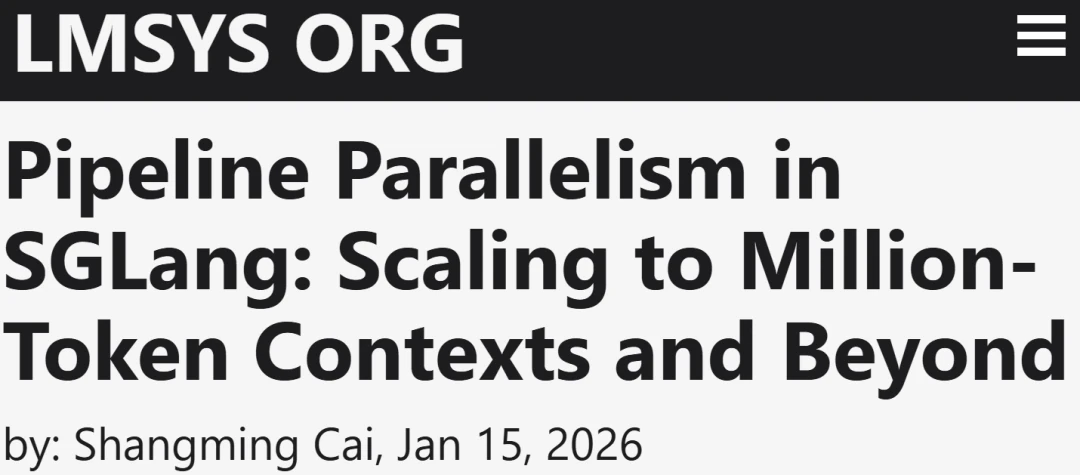 LMSYS ORG
Pipeline Parallelism in
SGLang: Scaling to Million-
Token Contexts and Beyond
by: Shangming Cai, Jan 15, 2026